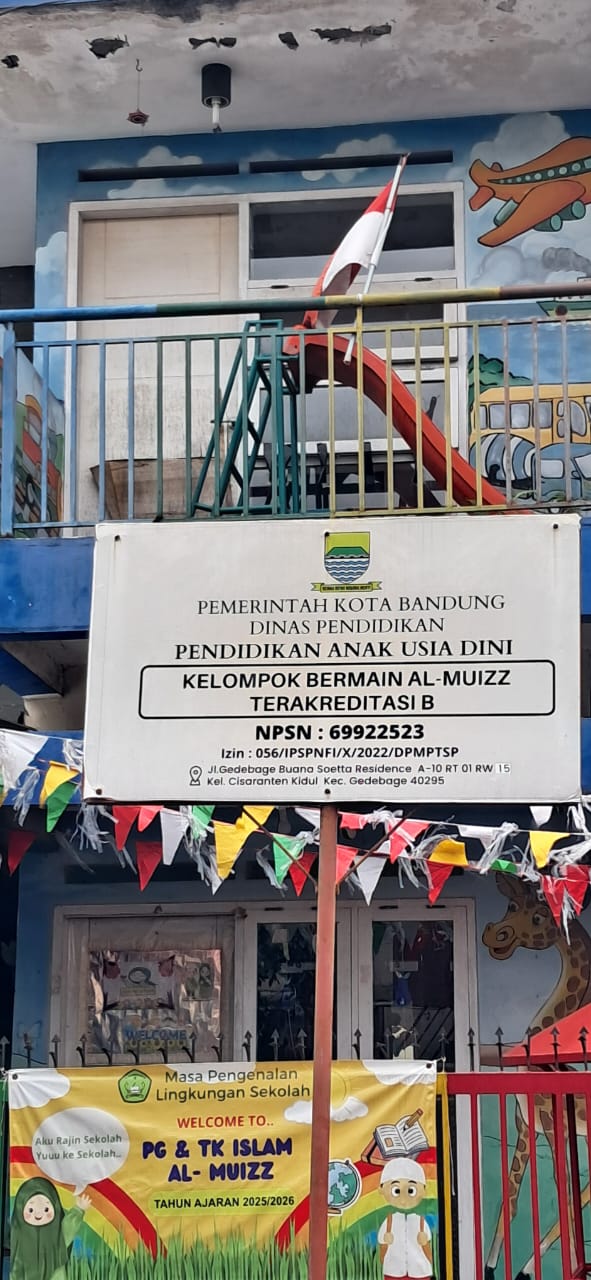 PEMERINTAH KOTA BANDUNG
DINAS PENDIDIKAN
PENDIDIKAN ANAK USIA DINI
KELOMPOK BERMAIN AL-MUIZZ
TERAKREDITASI B
NPSN : 69922523
Izin : 056/IPSPNFI/X/2022/DPMPTSP
Jl.Gedebage Buana Soetta Residence A-10 RT 01 RW 15
Kel. Cisaranten Kidul Kec. Gedebage 40295
WELCOME
Masa Pengenalan
Lingkungan Sekolah
WELCOME TO..
PG & TK ISLAM
AL- MUIZZ
TAHUN AJARAN 2025/2026
Aku Rajin Sekolah
Yuuu ke Sekolah..